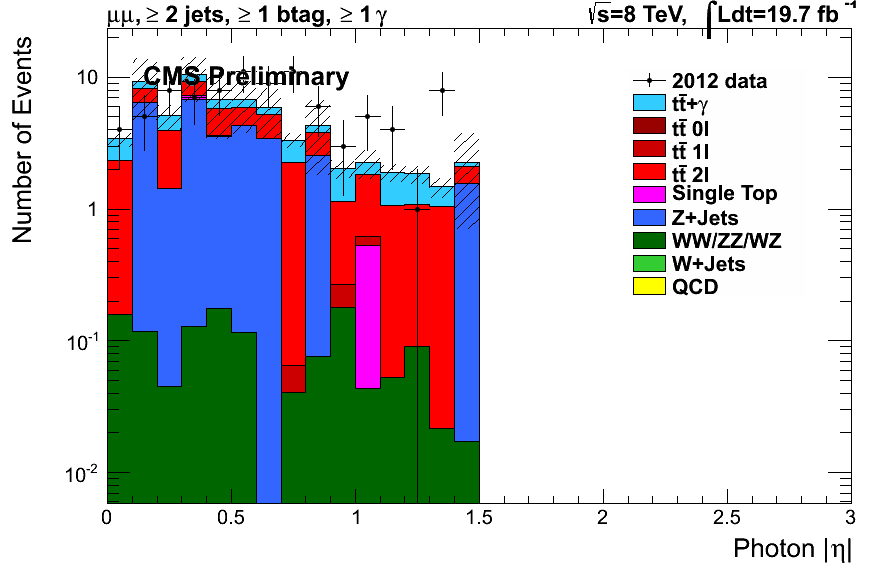 μμ, ≥ 2 jets, ≥ 1 btag, ≥ 1 γ
√s=8 TeV, ∫Ldt=19.7 fb⁻¹
CMS Preliminary
Number of Events
10
1
10⁻¹
10⁻²
2012 data
tt̄+γ
tt̄ 0l
tt̄ 1l
tt̄ 2l
Single Top
Z+Jets
WW/ZZ/WZ
W+Jets
QCD
0 0.5 1 1.5 2 2.5 3
Photon |η|